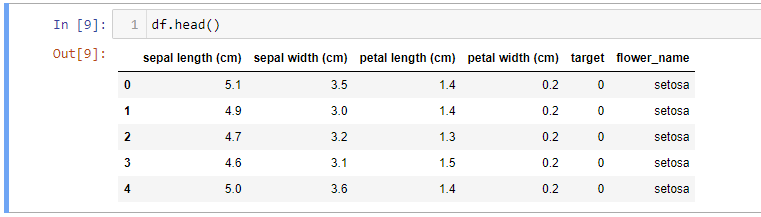 In [9]: 1 df.head()
Out[9]:
sepal length (cm) sepal width (cm) petal length (cm) petal width (cm) target flower_name
0 5.1 3.5 1.4 0.2 0 setosa
1 4.9 3.0 1.4 0.2 0 setosa
2 4.7 3.2 1.3 0.2 0 setosa
3 4.6 3.1 1.5 0.2 0 setosa
4 5.0 3.6 1.4 0.2 0 setosa